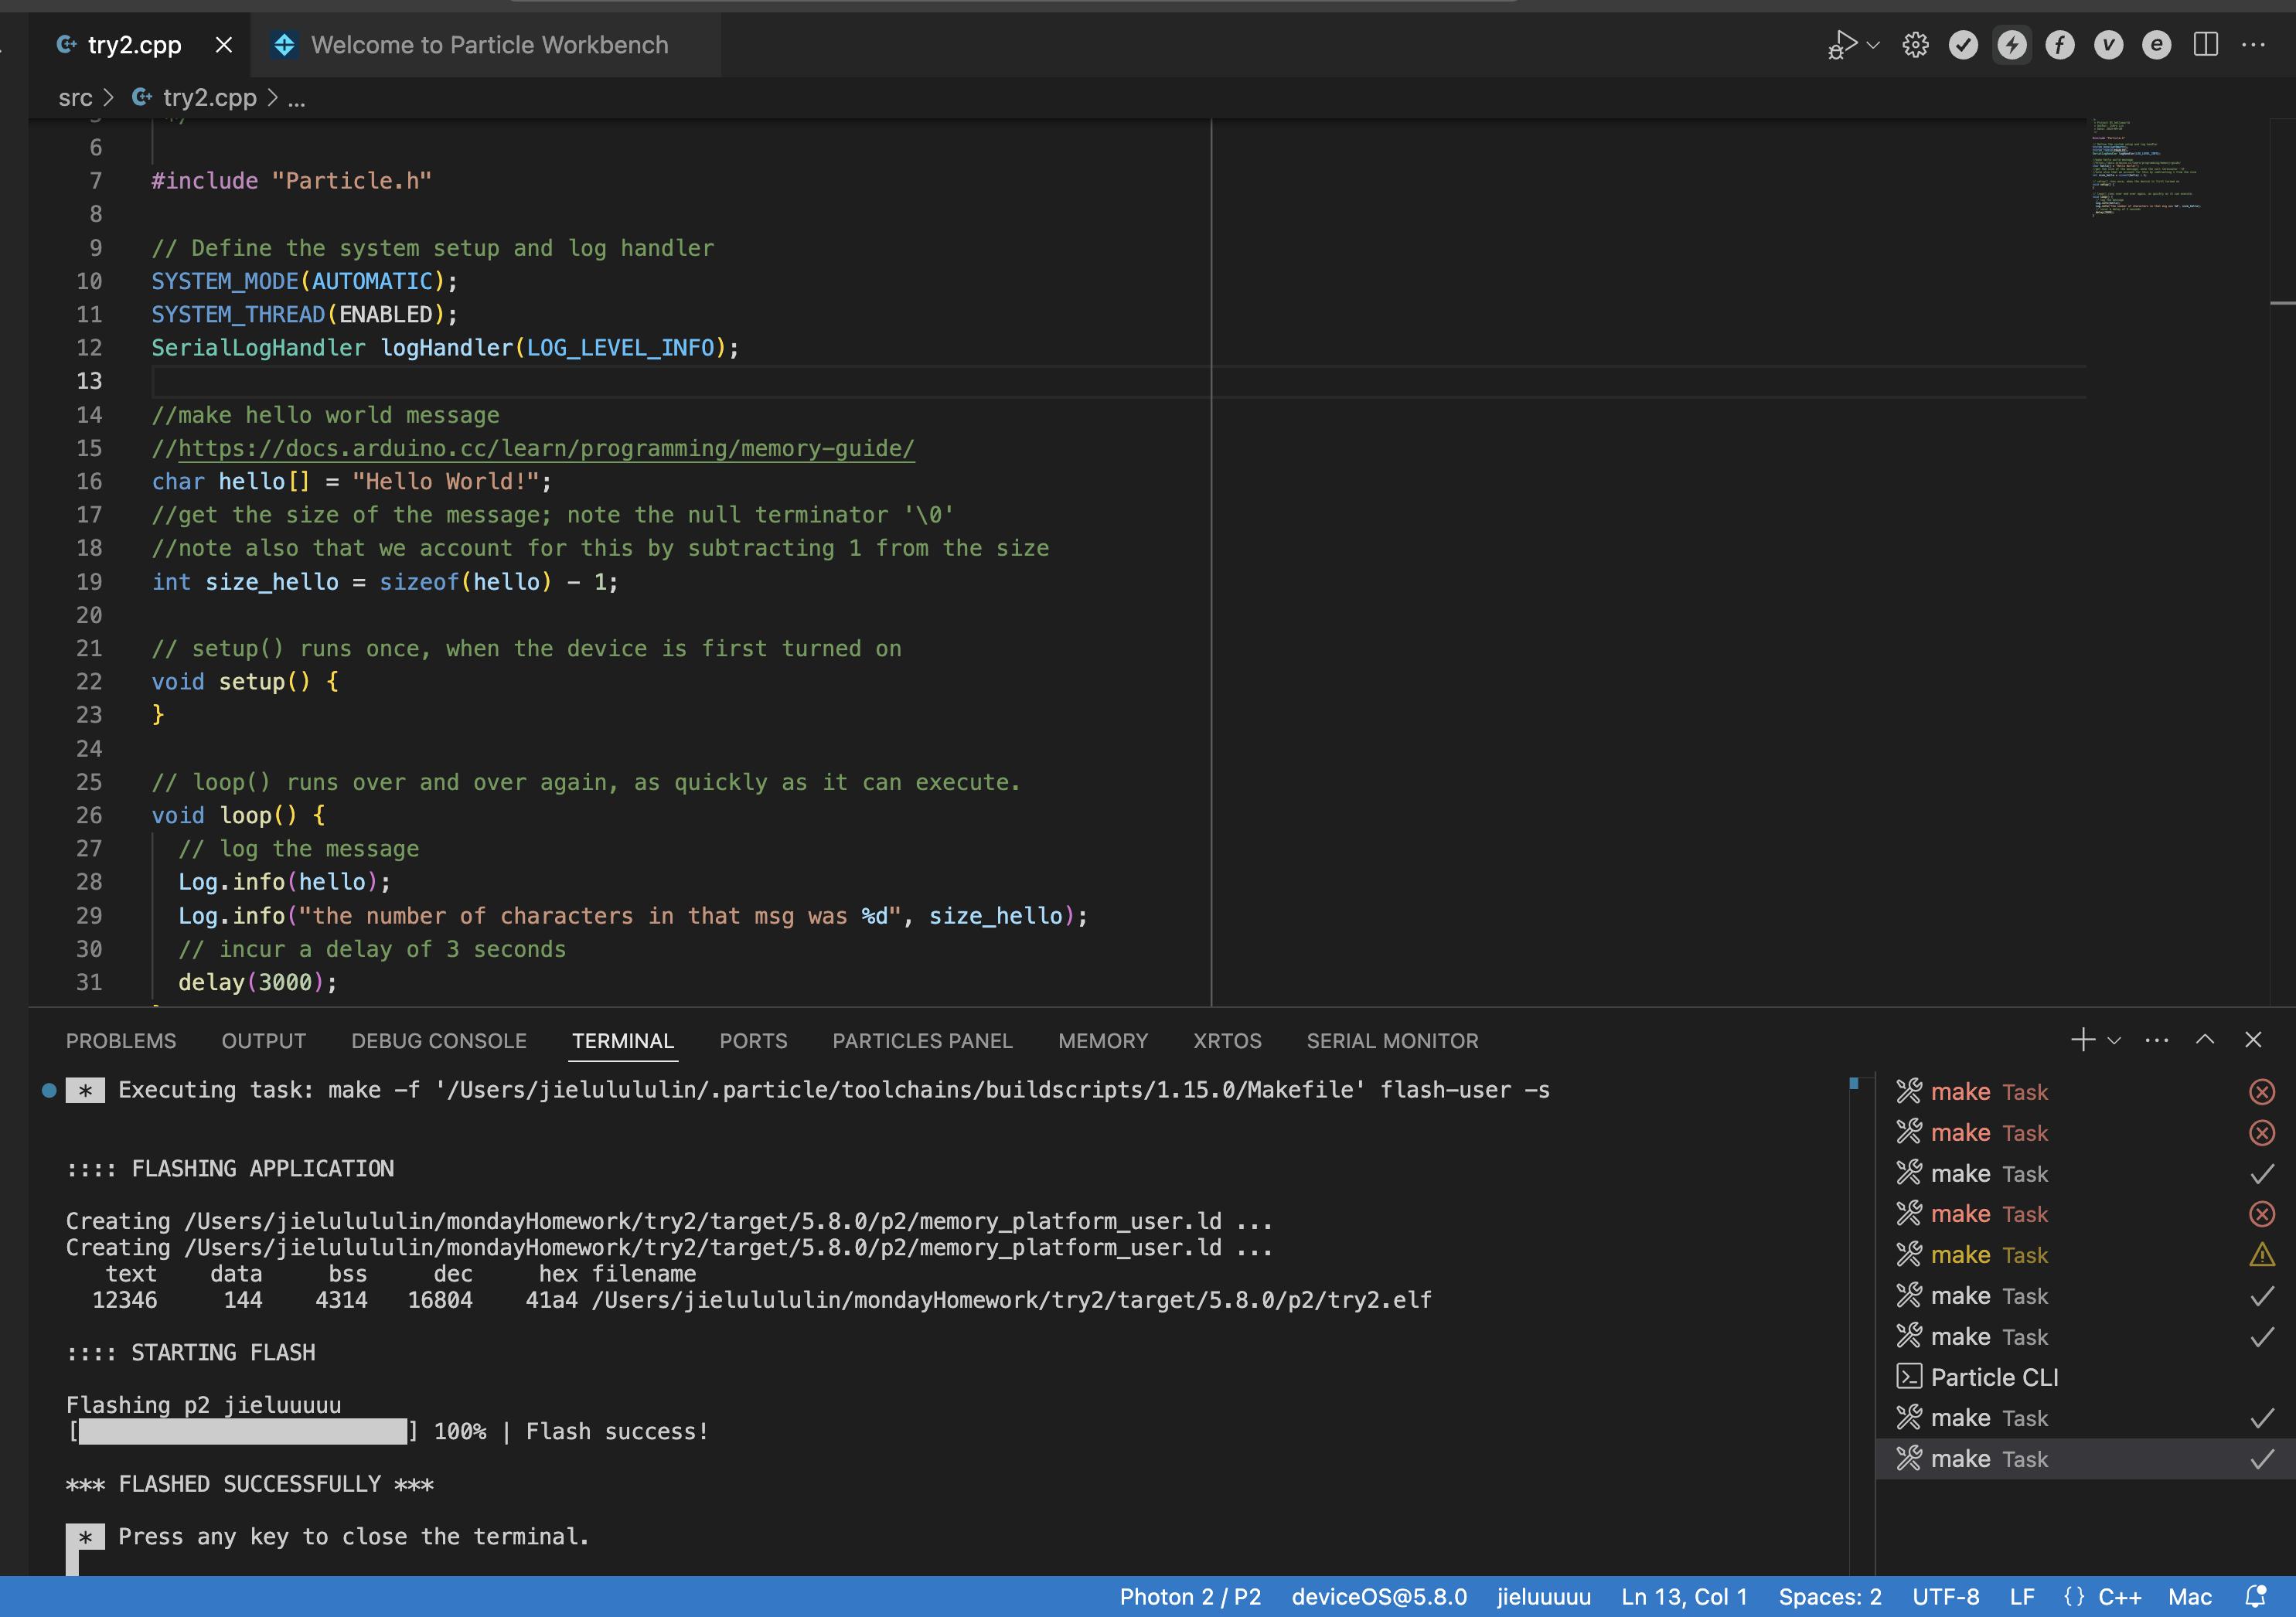 try2.cpp
Welcome to Particle Workbench
src > try2.cpp > ...
6
7 #include "Particle.h"
8
9 // Define the system setup and log handler
10 SYSTEM_MODE(AUTOMATIC);
11 SYSTEM_THREAD(ENABLED);
12 SerialLogHandler logHandler(LOG_LEVEL_INFO);
13
14 //make hello world message
15 //https://docs.arduino.cc/learn/programming/memory-guide/
16 char hello[] = "Hello World!";
17 //get the size of the message; note the null terminator '\0'
18 //note also that we account for this by subtracting 1 from the size
19 int size_hello = sizeof(hello) - 1;
20
21 // setup() runs once, when the device is first turned on
22 void setup() {
23 }
24
25 // loop() runs over and over again, as quickly as it can execute.
26 void loop() {
27 // log the message
28 Log.info(hello);
29 Log.info("the number of characters in that msg was %d", size_hello);
30 // incur a delay of 3 seconds
31 delay(3000);
PROBLEMS OUTPUT DEBUG CONSOLE TERMINAL PORTS PARTICLES PANEL MEMORY XRTOS SERIAL MONITOR
* Executing task: make -f '/Users/jielulululin/.particle/toolchains/buildscripts/1.15.0/Makefile' flash-user -s
:::: FLASHING APPLICATION
Creating /Users/jielulululin/mondayHomework/try2/target/5.8.0/p2/memory_platform_user.ld ...
Creating /Users/jielulululin/mondayHomework/try2/target/5.8.0/p2/memory_platform_user.ld ...
text data bss dec hex filename
12346 144 4314 16804 41a4 /Users/jielulululin/mondayHomework/try2/target/5.8.0/p2/try2.elf
:::: STARTING FLASH
Flashing p2 jieluuuuu
[ ] 100% | Flash success!
*** FLASHED SUCCESSFULLY ***
* Press any key to close the terminal.
make Task
make Task
make Task
make Task
make Task
make Task
make Task
Particle CLI
make Task
make Task
Photon 2 / P2 deviceOS@5.8.0 jieluuuuu Ln 13, Col 1 Spaces: 2 UTF-8 LF {} C++ Mac